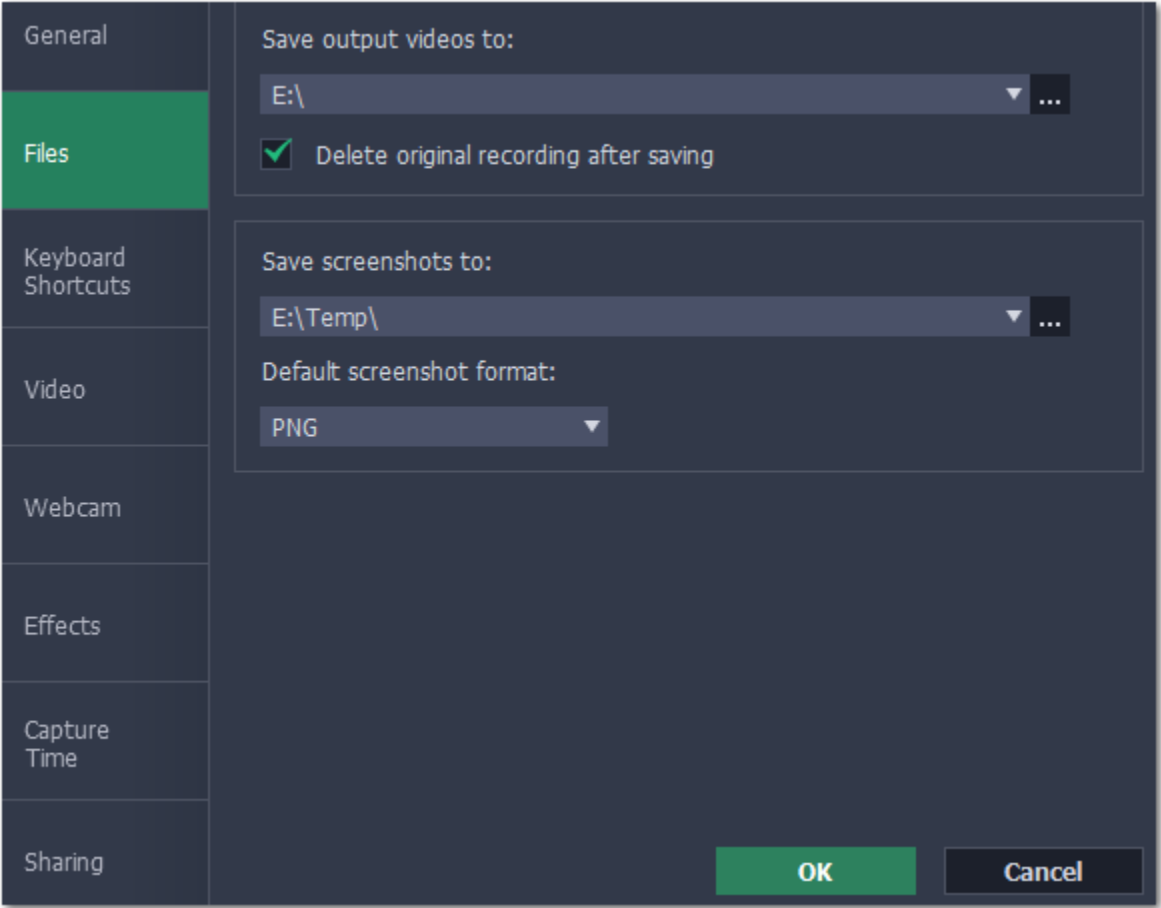 General
Files
Keyboard
Shortcuts
Video
Webcam
Effects
Capture
Time
Sharing
Save output videos to:
E:\
...
Delete original recording after saving
Save screenshots to:
E:\Temp\
...
Default screenshot format:
PNG
OK
Cancel